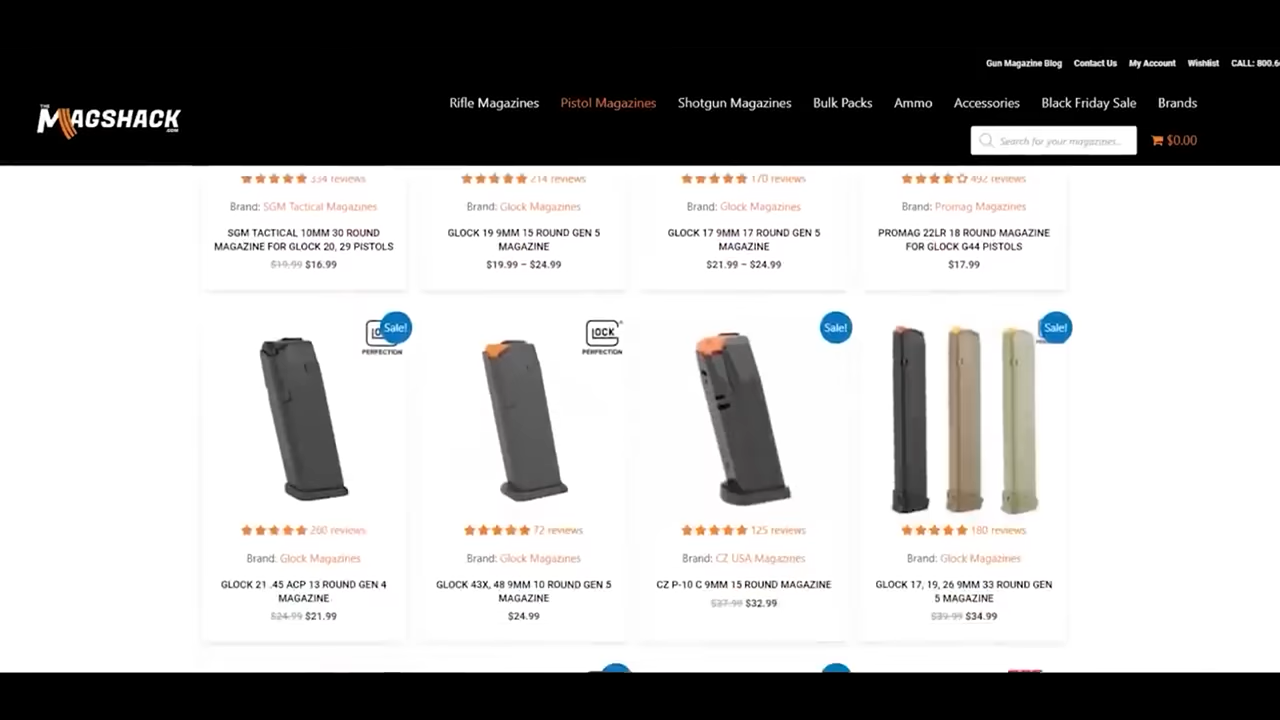 Gun Magazine Blog Contact Us My Account Wishlist CALL: 800.6
THE
MAGSHACK
.COM
Rifle Magazines Pistol Magazines Shotgun Magazines Bulk Packs Ammo Accessories Black Friday Sale Brands
Search for your magazines... $0.00
334 reviews 214 reviews 170 reviews 492 reviews
Brand: SGM Tactical Magazines Brand: Glock Magazines Brand: Glock Magazines Brand: Promag Magazines
SGM TACTICAL 10MM 30 ROUND GLOCK 19 9MM 15 ROUND GEN 5 GLOCK 17 9MM 17 ROUND GEN 5 PROMAG 22LR 18 ROUND MAGAZINE
MAGAZINE FOR GLOCK 20, 29 PISTOLS MAGAZINE MAGAZINE FOR GLOCK G44 PISTOLS
$19.99 $16.99 $19.99 – $24.99 $21.99 – $24.99 $17.99
Sale! GLOCK Sale! Sale!
PERFECTION PERFECTION
260 reviews 72 reviews 125 reviews 180 reviews
Brand: Glock Magazines Brand: Glock Magazines Brand: CZ USA Magazines Brand: Glock Magazines
GLOCK 21 .45 ACP 13 ROUND GEN 4 GLOCK 43X, 48 9MM 10 ROUND GEN 5 CZ P-10 C 9MM 15 ROUND MAGAZINE GLOCK 17, 19, 26 9MM 33 ROUND GEN
MAGAZINE MAGAZINE $37.99 $32.99 5 MAGAZINE
$24.99 $21.99 $24.99 $39.99 $34.99